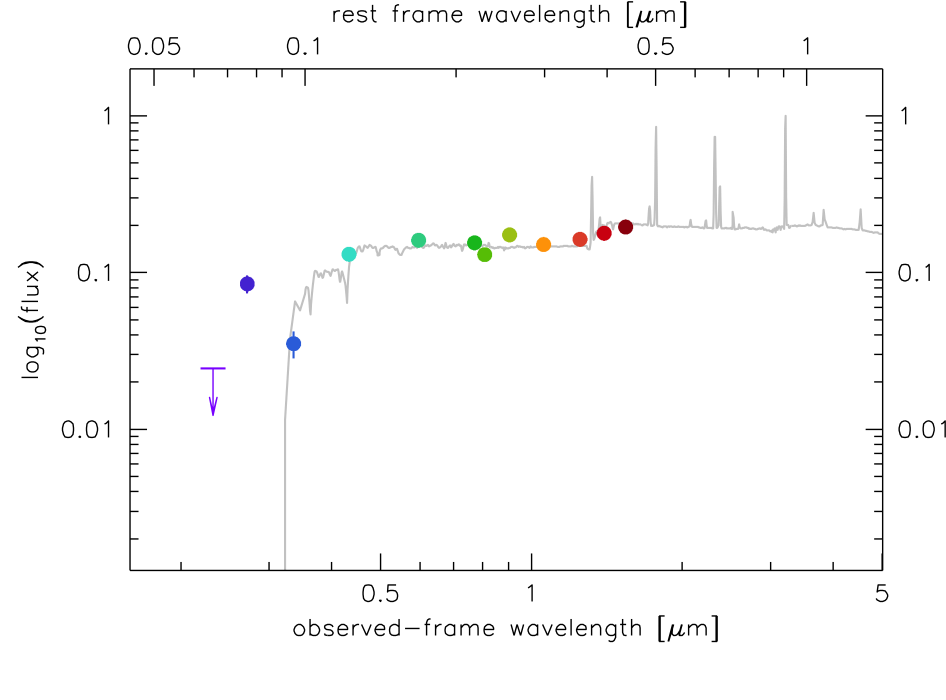 rest frame wavelength [μm]
0.05 0.1 0.5 1
1 1
log10(flux)
0.1 0.1
0.01 0.01
0.5 1 5
observed-frame wavelength [μm]